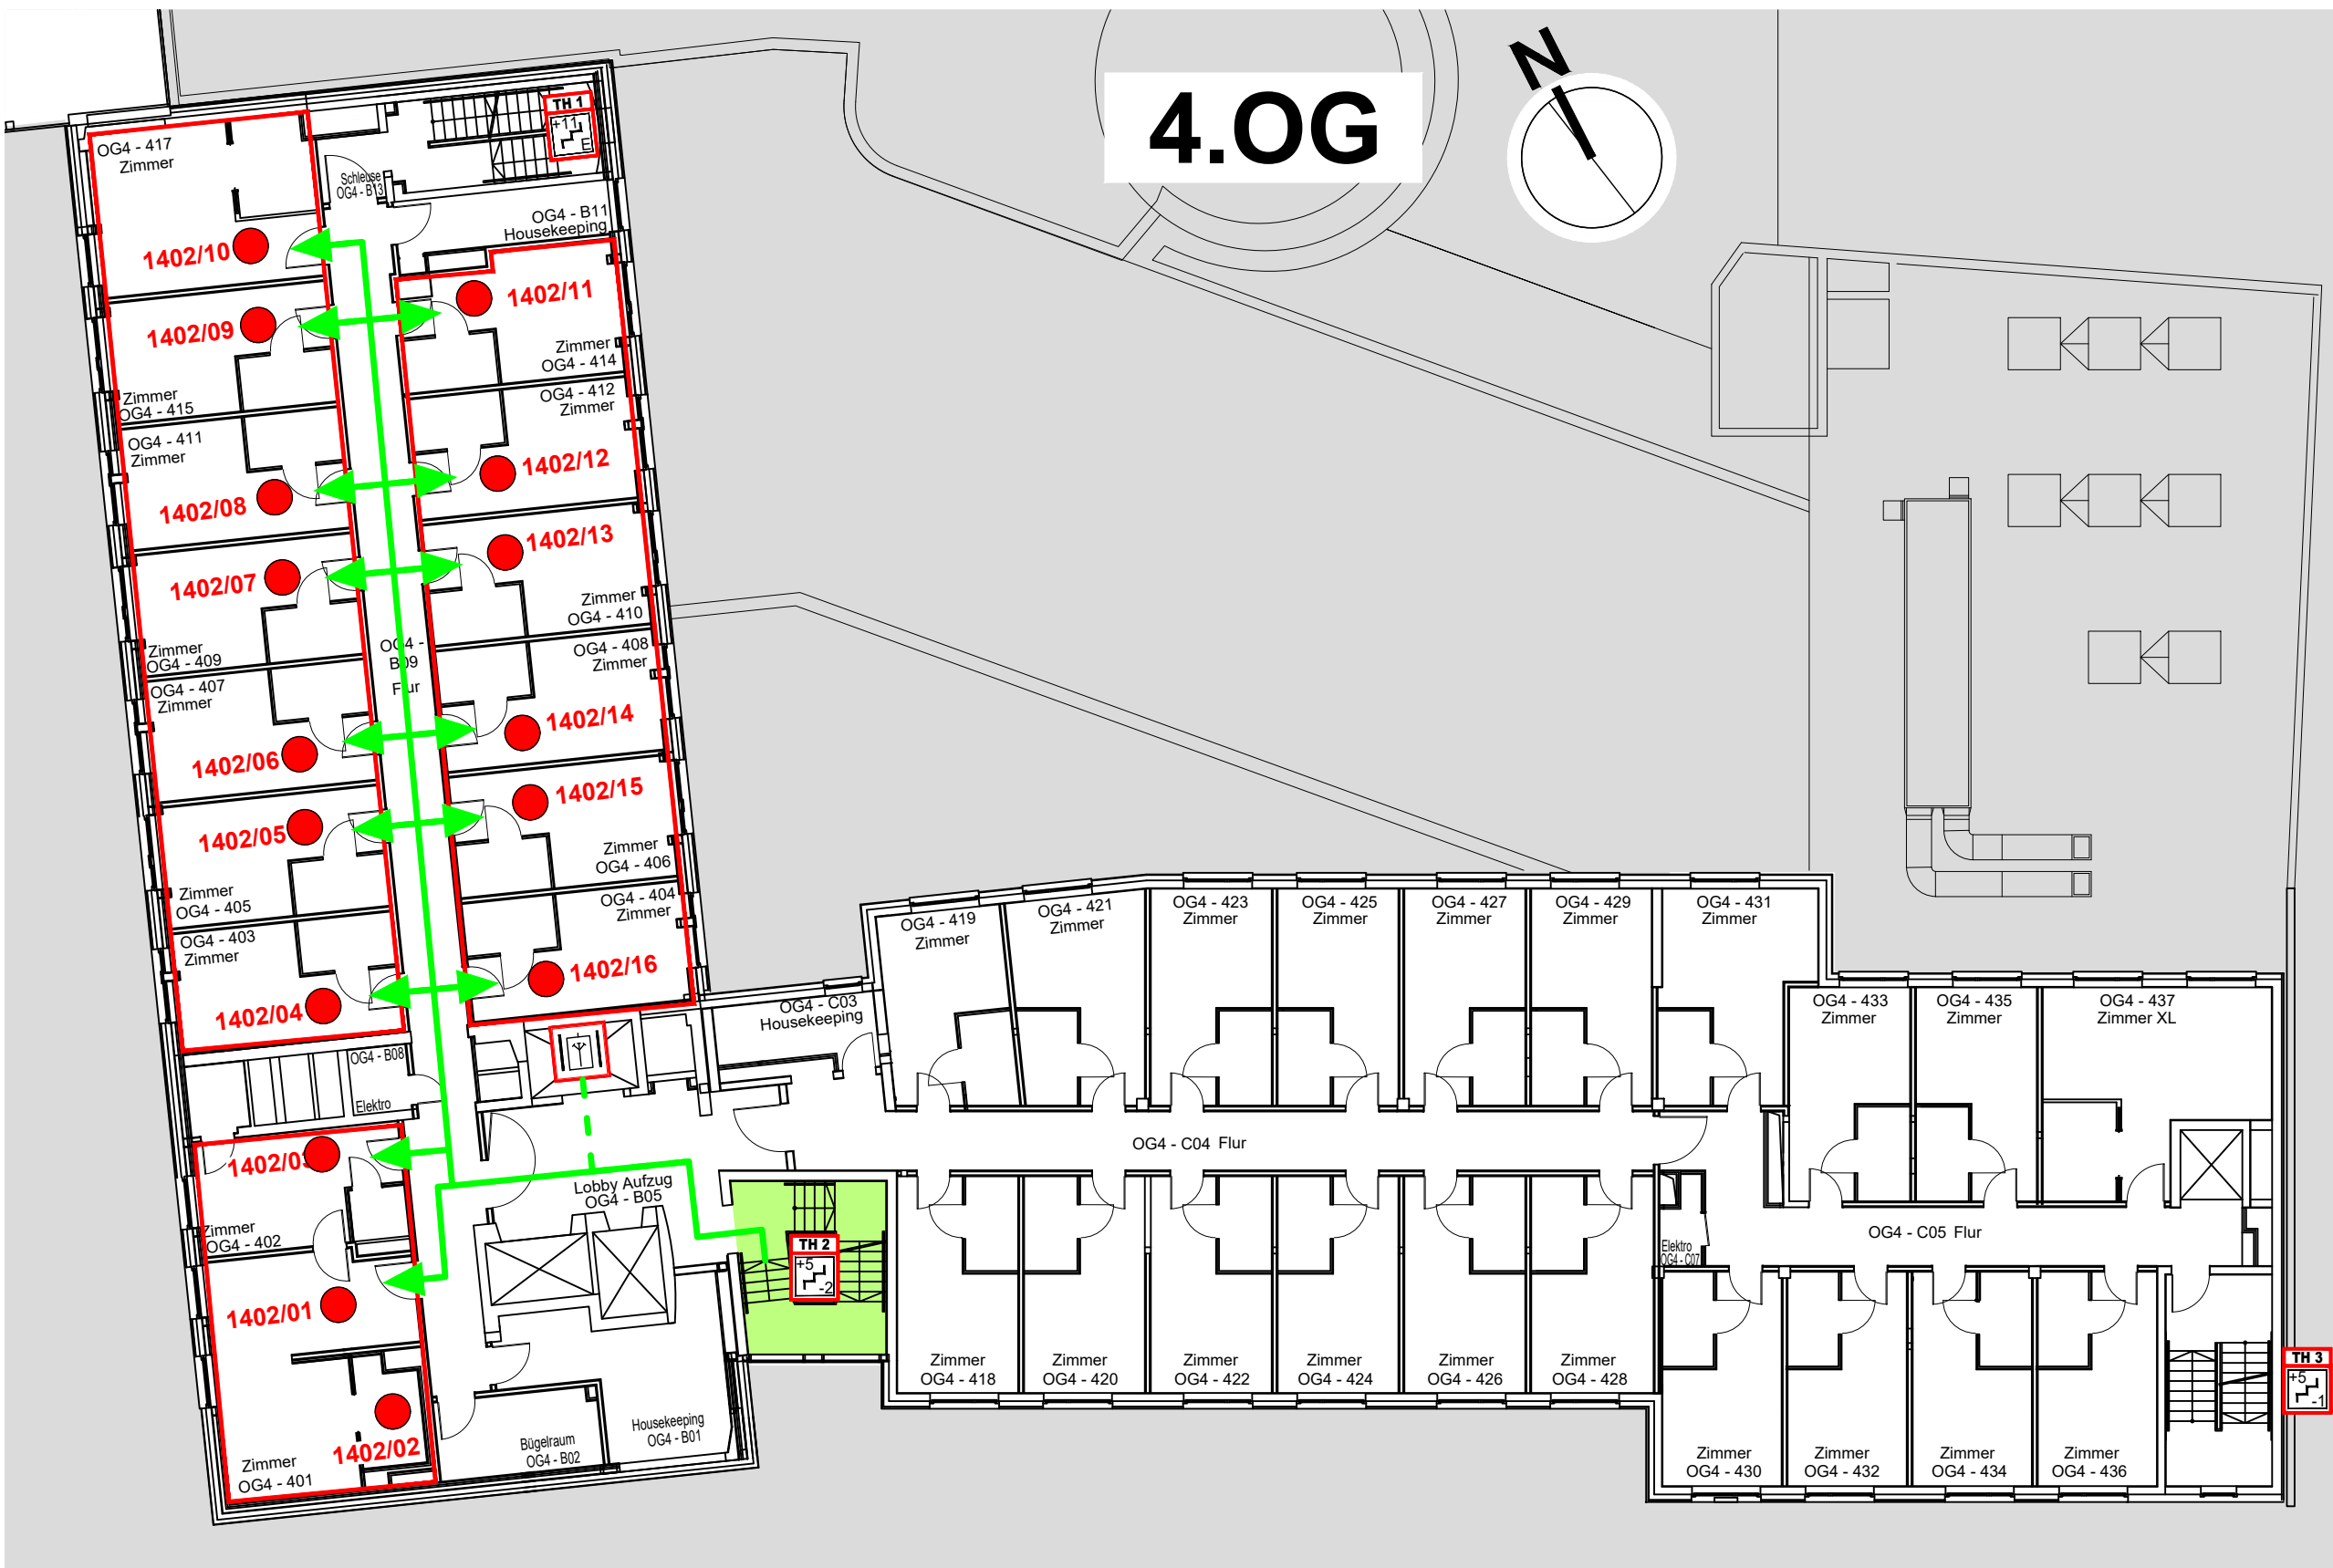 4.OG
N
TH 1
+11
E
OG4 - 417
Zimmer
Schleuse
OG4 - B13
OG4 - B11
Housekeeping
1402/10
1402/11
1402/09
Zimmer
OG4 - 414
Zimmer
OG4 - 415
OG4 - 412
Zimmer
OG4 - 411
Zimmer
1402/12
1402/08
1402/13
1402/07
Zimmer
OG4 - 410
Zimmer
OG4 - 409
OG4 -
B09
Flur
OG4 - 408
Zimmer
OG4 - 407
Zimmer
1402/14
1402/06
1402/15
1402/05
Zimmer
OG4 - 406
Zimmer
OG4 - 405
OG4 - 404
Zimmer
OG4 - 403
Zimmer
1402/16
1402/04
OG4 - C03
Housekeeping
OG4 - B08
Elektro
1402/03
Zimmer
OG4 - 402
Lobby Aufzug
OG4 - B05
1402/01
1402/02
Zimmer
OG4 - 401
Bügelraum
OG4 - B02
Housekeeping
OG4 - B01
TH 2
+5
-2
OG4 - 419
Zimmer
OG4 - 421
Zimmer
OG4 - 423
Zimmer
OG4 - 425
Zimmer
OG4 - 427
Zimmer
OG4 - 429
Zimmer
OG4 - 431
Zimmer
OG4 - 433
Zimmer
OG4 - 435
Zimmer
OG4 - 437
Zimmer XL
OG4 - C04 Flur
OG4 - C05 Flur
Elektro
OG4 - C07
Zimmer
OG4 - 418
Zimmer
OG4 - 420
Zimmer
OG4 - 422
Zimmer
OG4 - 424
Zimmer
OG4 - 426
Zimmer
OG4 - 428
Zimmer
OG4 - 430
Zimmer
OG4 - 432
Zimmer
OG4 - 434
Zimmer
OG4 - 436
TH 3
+5
-1